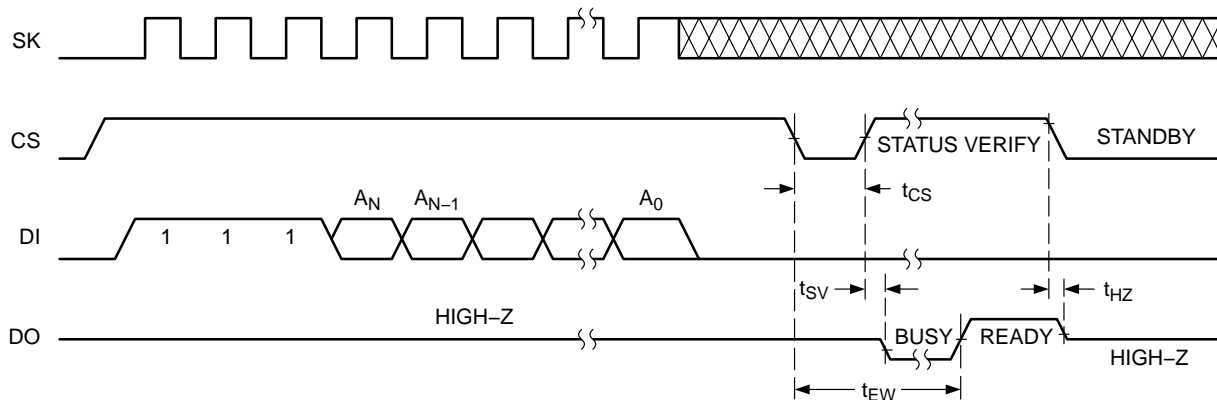 SK
CS
STATUS VERIFY
STANDBY
tCS
DI
1 1 1
AN
AN–1
A0
tSV
tHZ
DO
HIGH–Z
BUSY
READY
HIGH–Z
tEW